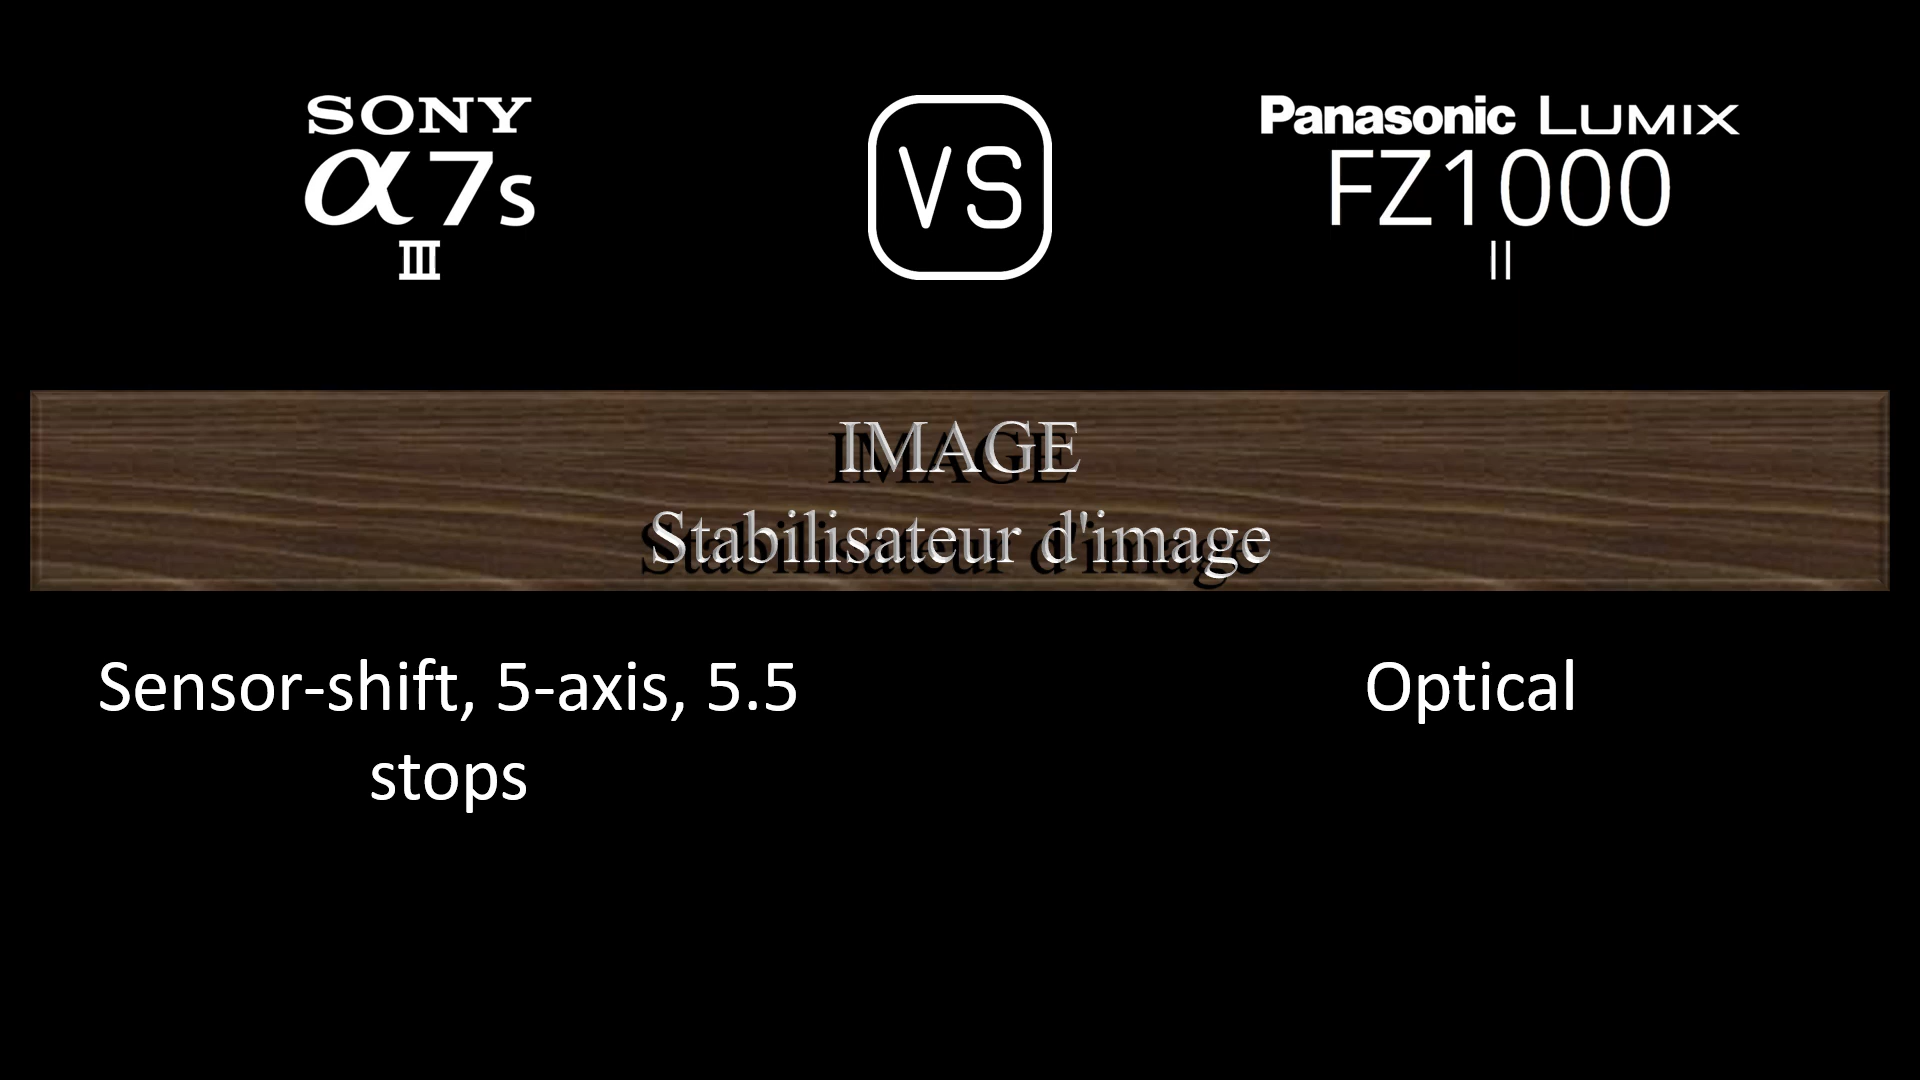 SONY
α7s
III
VS
Panasonic LUMIX
FZ1000
II
IMAGE
Stabilisateur d'image
Sensor-shift, 5-axis, 5.5
stops
Optical